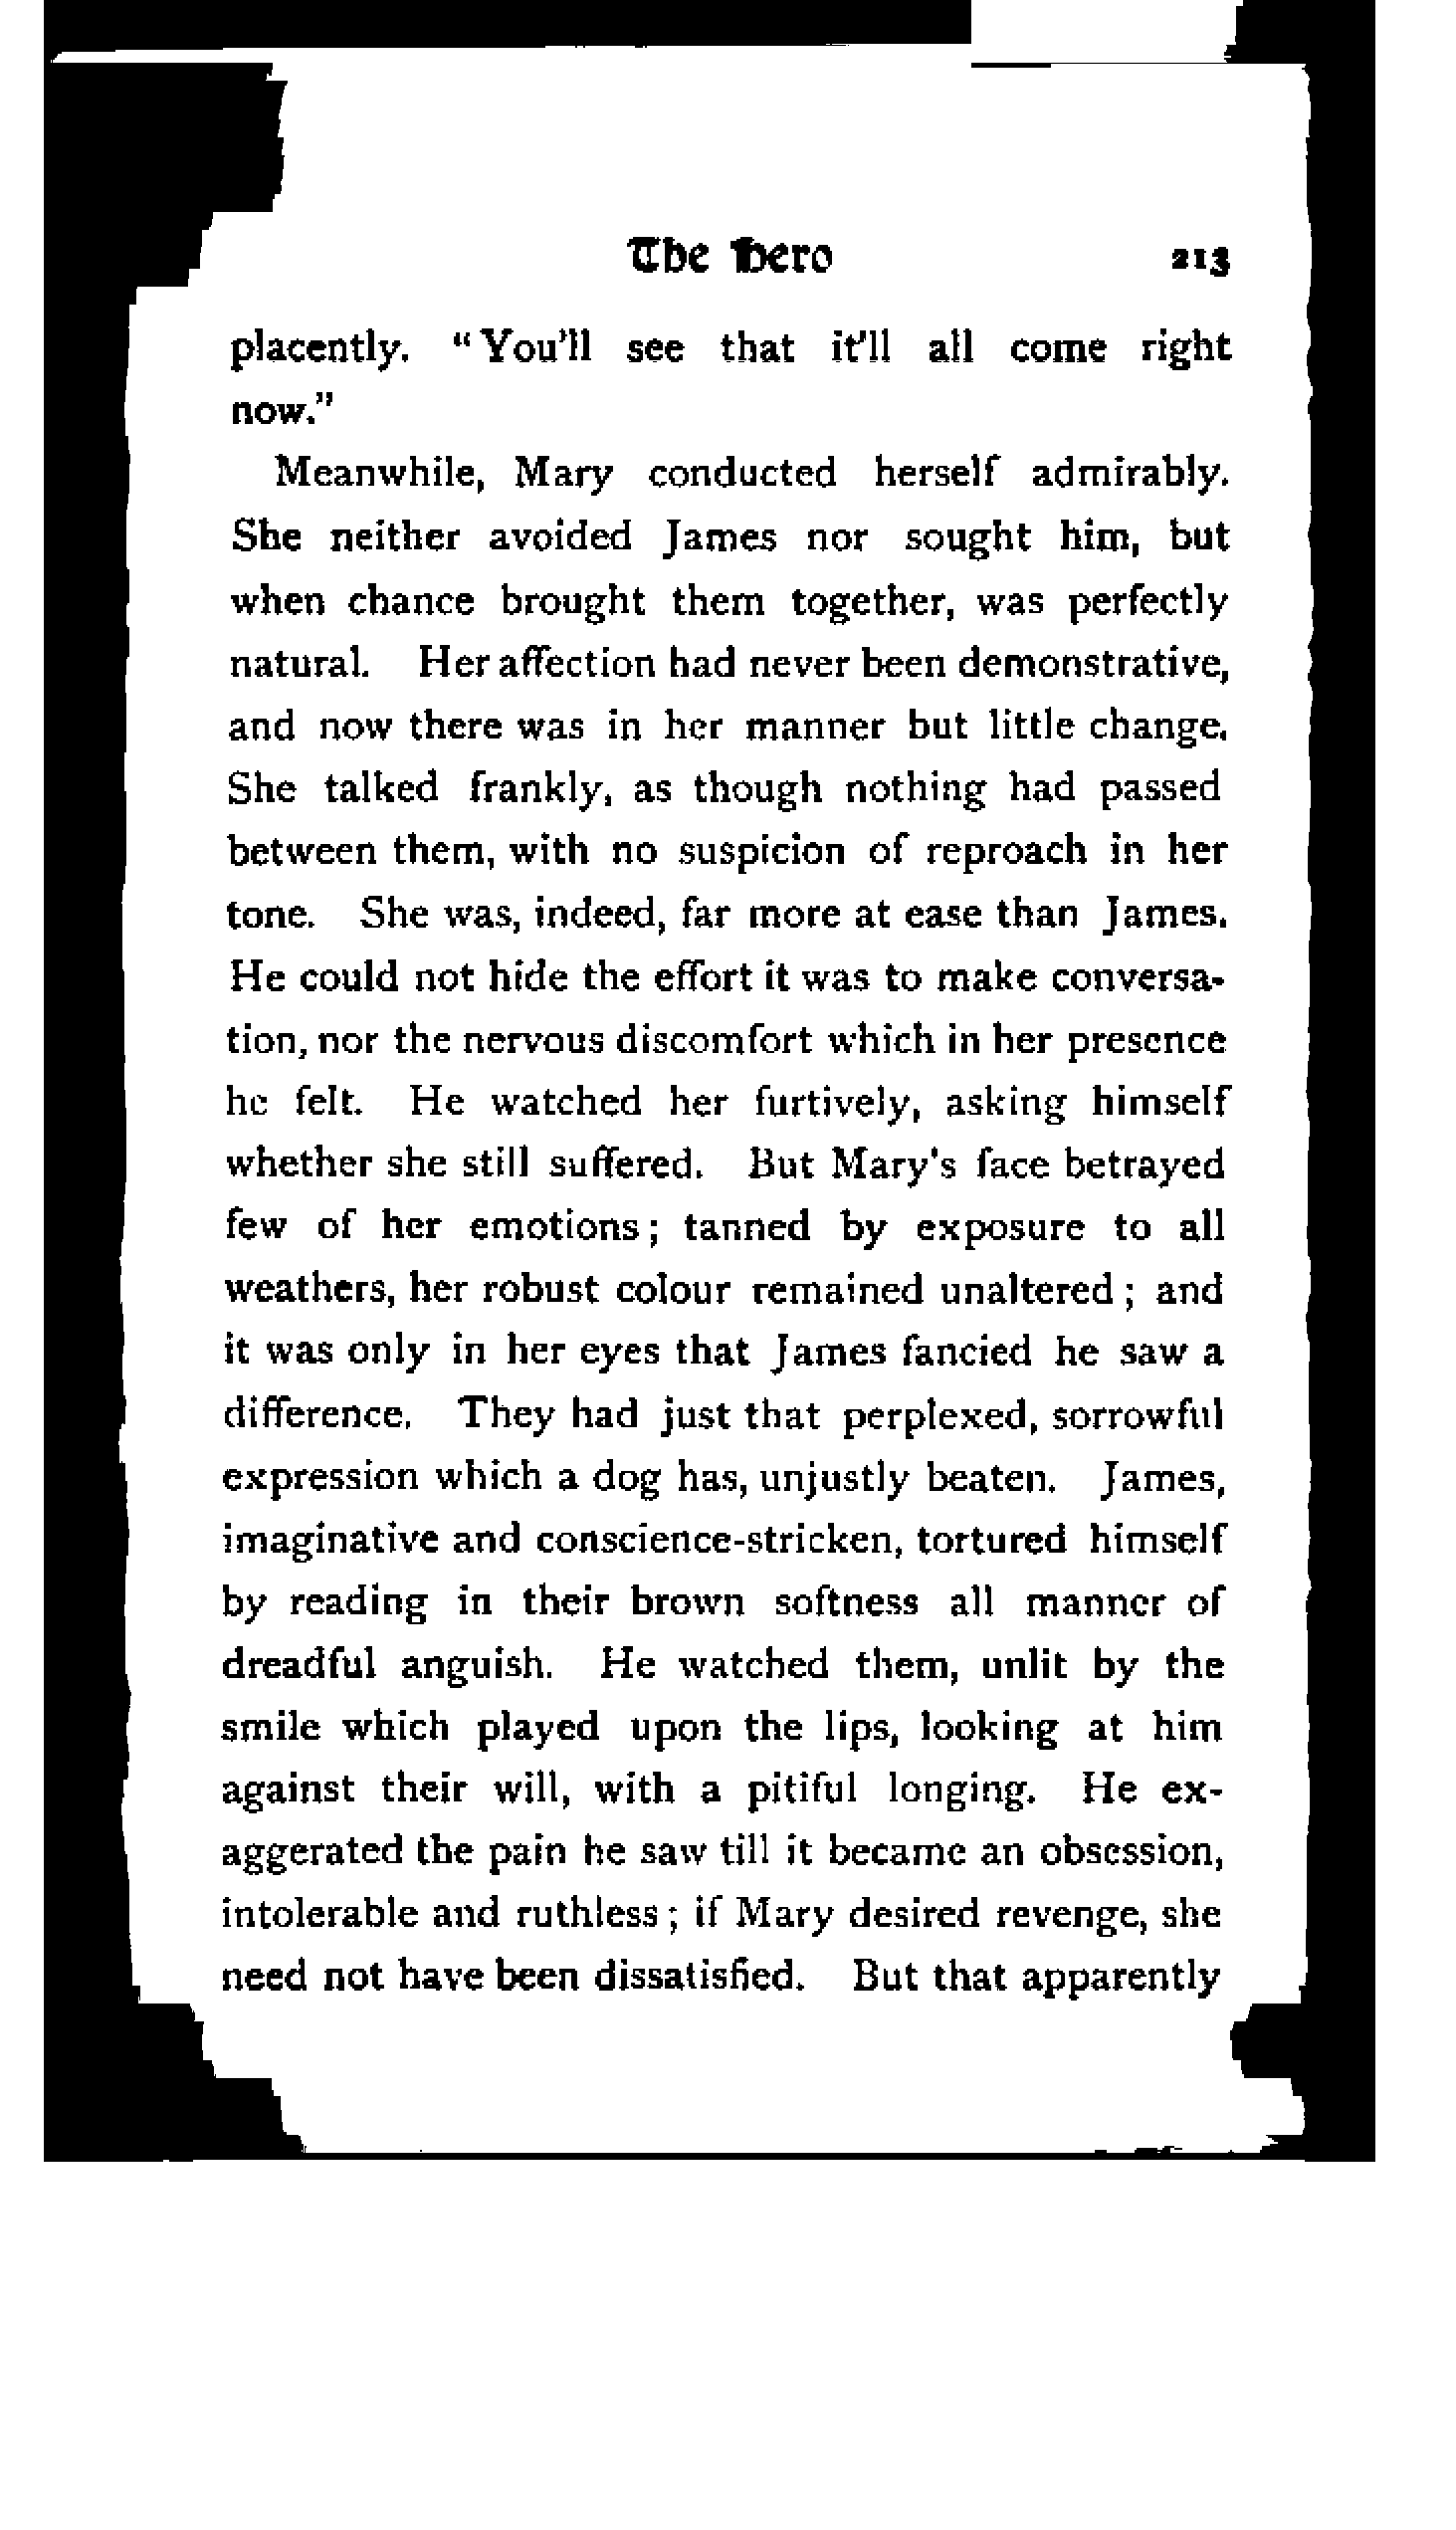 The Hero 213
placently. "You'll see that it'll all come right
now."
Meanwhile, Mary conducted herself admirably.
She neither avoided James nor sought him, but
when chance brought them together, was perfectly
natural. Her affection had never been demonstrative,
and now there was in her manner but little change.
She talked frankly, as though nothing had passed
between them, with no suspicion of reproach in her
tone. She was, indeed, far more at ease than James.
He could not hide the effort it was to make conversa-
tion, nor the nervous discomfort which in her presence
he felt. He watched her furtively, asking himself
whether she still suffered. But Mary's face betrayed
few of her emotions; tanned by exposure to all
weathers, her robust colour remained unaltered; and
it was only in her eyes that James fancied he saw a
difference. They had just that perplexed, sorrowful
expression which a dog has, unjustly beaten. James,
imaginative and conscience-stricken, tortured himself
by reading in their brown softness all manner of
dreadful anguish. He watched them, unlit by the
smile which played upon the lips, looking at him
against their will, with a pitiful longing. He ex-
aggerated the pain he saw till it became an obsession,
intolerable and ruthless; if Mary desired revenge, she
need not have been dissatisfied. But that apparently